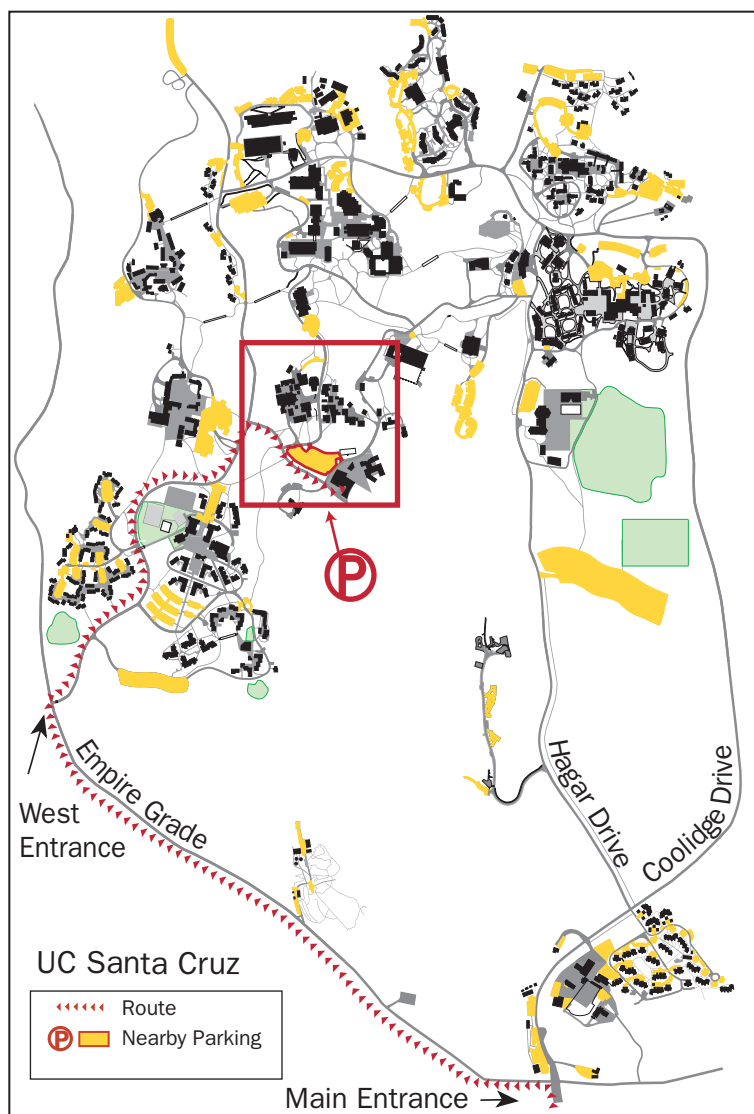 P
West
Entrance
Empire Grade
Hagar Drive
Coolidge Drive
UC Santa Cruz
Route
P Nearby Parking
Main Entrance